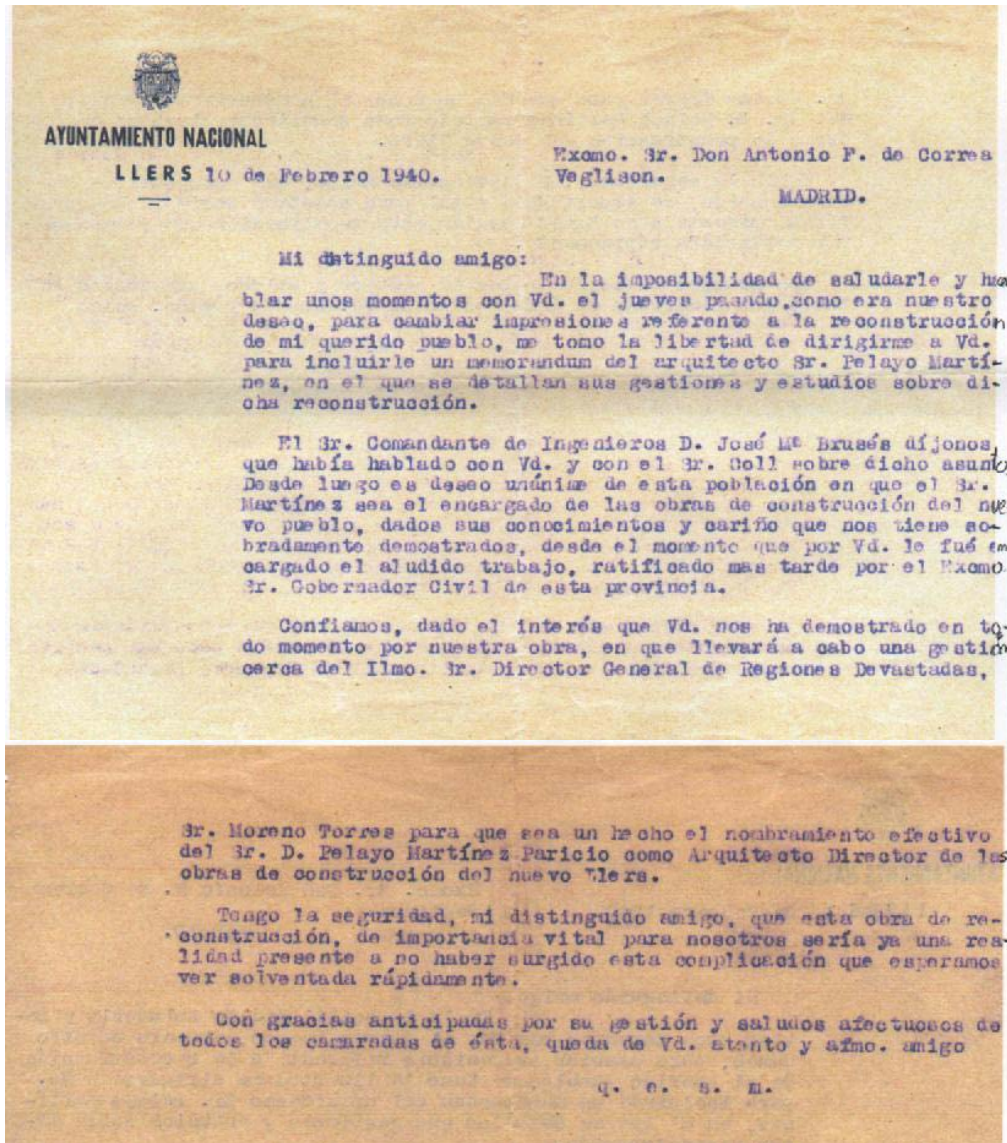 AYUNTAMIENTO NACIONAL
LLERS 10 de Febrero 1940.
Excmo. Sr. Don Antonio F. de Correa
Veglison.
MADRID.
Mi distinguido amigo:
En la imposibilidad de saludarle y ha
blar unos momentos con Vd. el jueves pasado,como era nuestro
deseo, para cambiar impresiones referente a la reconstrucción
de mi querido pueblo, me tomo la libertad de dirigirme a Vd.
para incluirle un memorandum del arquitecto Sr. Pelayo Martí-
nez, en el que se detallan sus gestiones y estudios sobre di-
cha reconstrucción.
El Sr. Comandante de Ingenieros D. José Mª Brusés díjonos,
que había hablado con Vd. y con el Sr. Coll sobre dicho asunto
Desde luego es deseo unánime de esta población en que el Sr.
Martínez sea el encargado de las obras de construcción del nue
vo pueblo, dados sus conocimientos y cariño que nos tiene so-
bradamente demostrados, desde el momento que por Vd. le fué en
cargado el aludido trabajo, ratificado mas tarde por el Excmo
Sr. Gobernador Civil de esta provincia.
Confiamos, dado el interés que Vd. nos ha demostrado en to-
do momento por nuestra obra, en que llevará a cabo una gestión
cerca del Ilmo. Sr. Director General de Regiones Devastadas,
Sr. Moreno Torres para que sea un hecho el nombramiento efectivo
del Sr. D. Pelayo Martínez Paricio como Arquitecto Director de las
obras de construcción del nuevo Llers.
Tengo la seguridad, mi distinguido amigo, que esta obra de re-
construcción, de importancia vital para nosotros sería ya una rea-
lidad presente a no haber surgido esta complicación que esperamos
ver solventada rápidamente.
Con gracias anticipadas por su gestión y saludos afectuosos de
todos los camaradas de ésta, queda de Vd. atento y afmo. amigo
q. e. s. m.